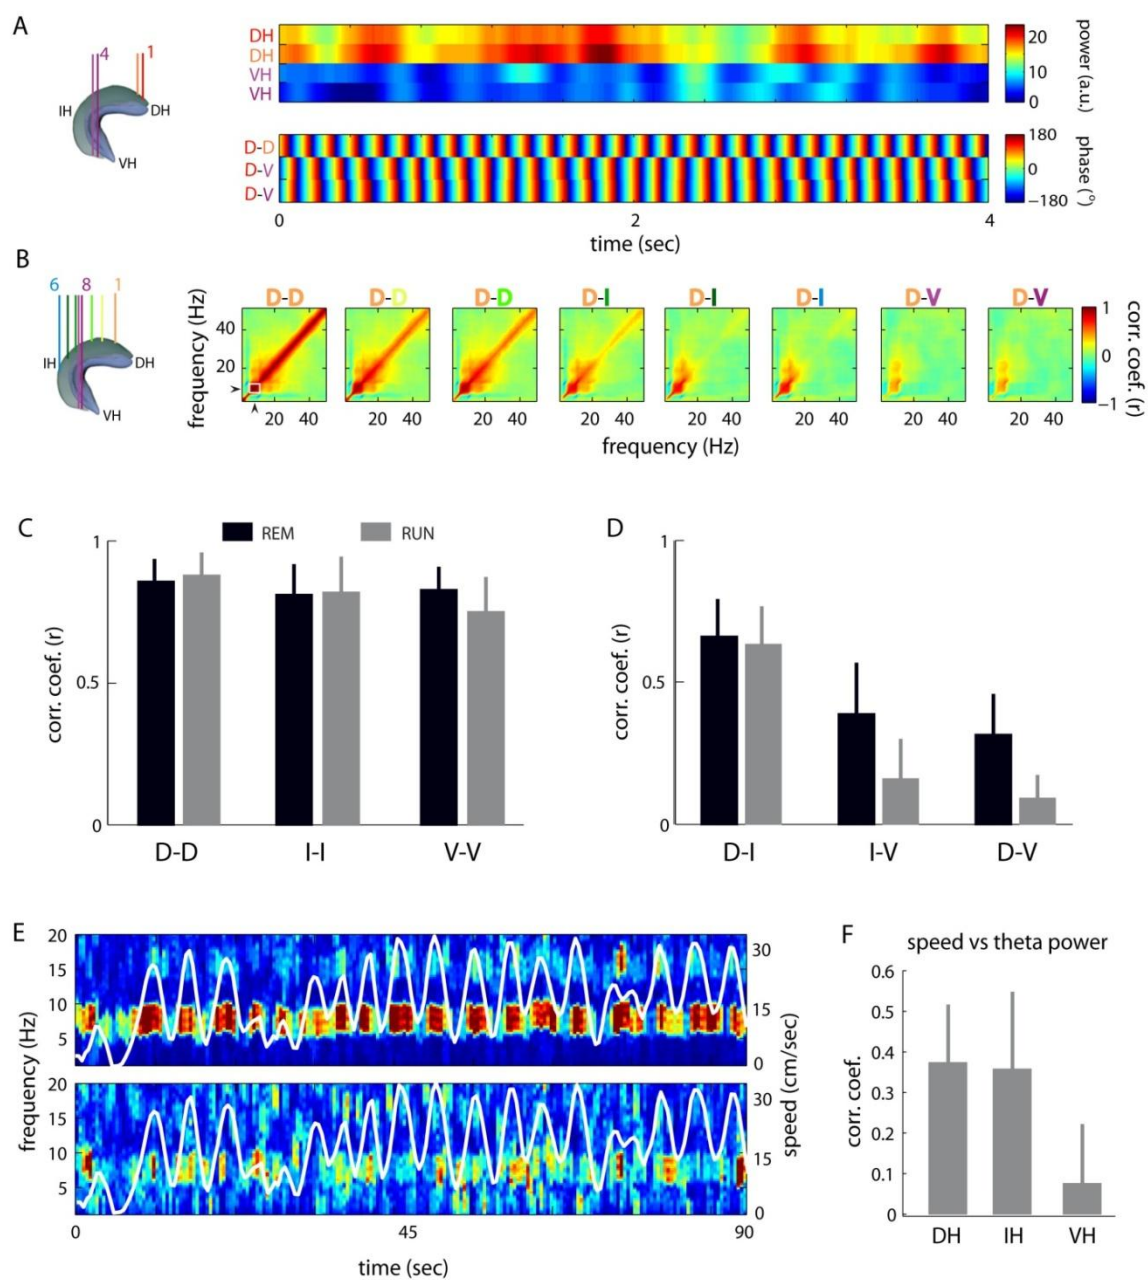 A
4 1
IH DH
VH
DH
DH
VH
VH
20
10
0
power (a.u.)
D-D
D-V
D-V
180
0
−180
phase (°)
0 2 4
time (sec)
B
6 8 1
IH DH
VH
D-D D-D D-D D-I D-I D-I D-V D-V
frequency (Hz)
40
20
20 40 20 40 20 40 20 40 20 40 20 40 20 40 20 40
frequency (Hz)
1
0
−1
corr. coef. (r)
C
REM RUN
corr. coef. (r)
1
0.5
0
D-D I-I V-V
D
corr. coef. (r)
1
0.5
0
D-I I-V D-V
E
frequency (Hz)
20
15
10
5
30
15
0
20
15
10
5
30
15
0
speed (cm/sec)
0 45 90
time (sec)
F
speed vs theta power
corr. coef.
0.6
0.5
0.4
0.3
0.2
0.1
0
DH IH VH